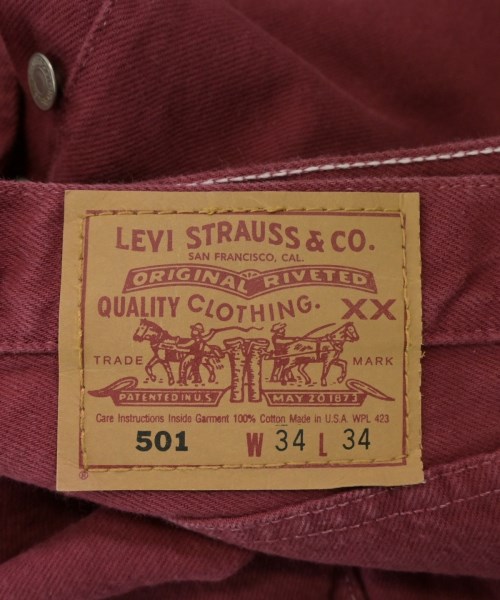 LEVI STRAUSS & CO.
SAN FRANCISCO, CAL.
ORIGINAL RIVETED
QUALITY CLOTHING. XX
TRADE MARK
PATENTED IN U.S. MAY 20 1873
Care Instructions Inside Garment 100% Cotton Made in U.S.A. WPL 423
501 W 34 L 34
®